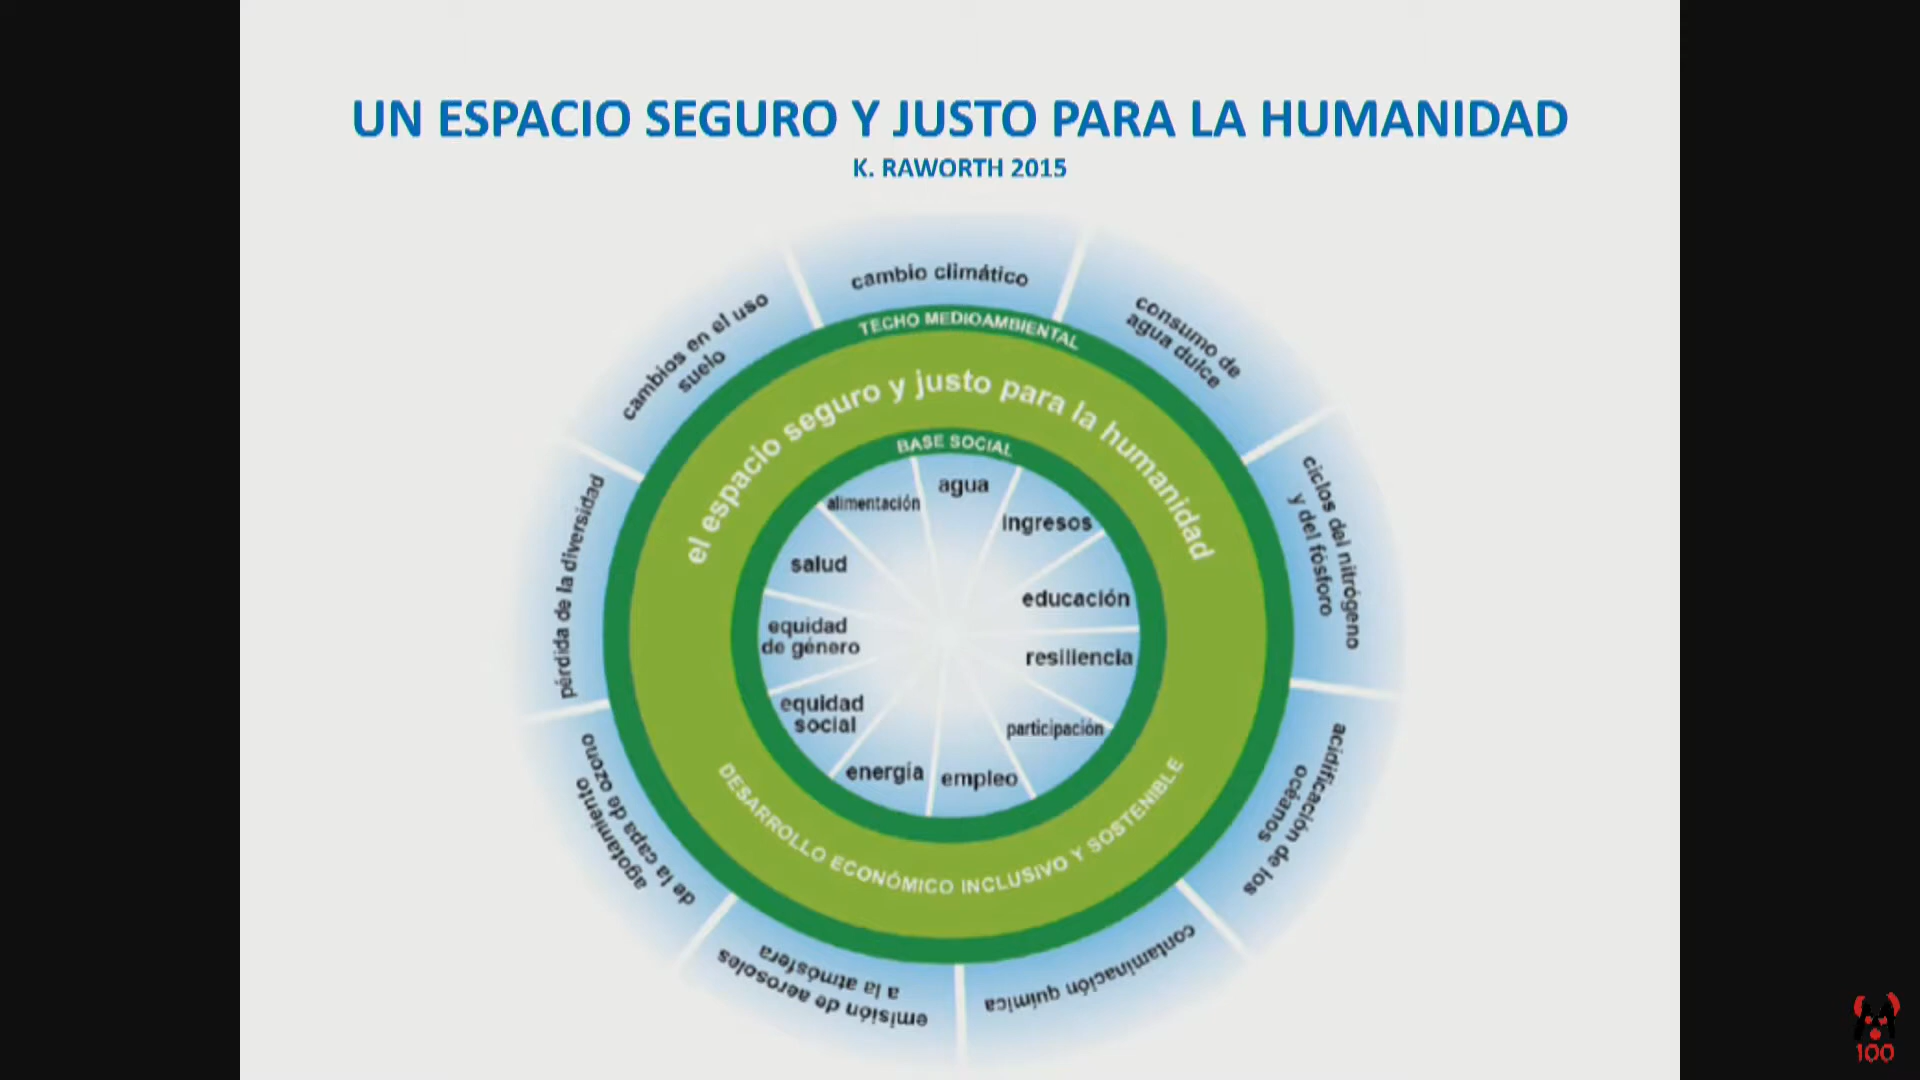 UN ESPACIO SEGURO Y JUSTO PARA LA HUMANIDAD
K. RAWORTH 2015
cambio climático
consumo de
agua dulce
ciclos del nitrógeno
y del fósforo
acidificación de los
océanos
contaminación química
emisión de aerosoles
a la atmósfera
agotamiento
de la capa de ozono
pérdida de la diversidad
cambios en el uso
suelo
TECHO MEDIOAMBIENTAL
el espacio seguro y justo para la humanidad
BASE SOCIAL
agua
ingresos
educación
resiliencia
participación
empleo
energía
equidad
social
equidad
de género
salud
alimentación
DESARROLLO ECONÓMICO INCLUSIVO Y SOSTENIBLE
100